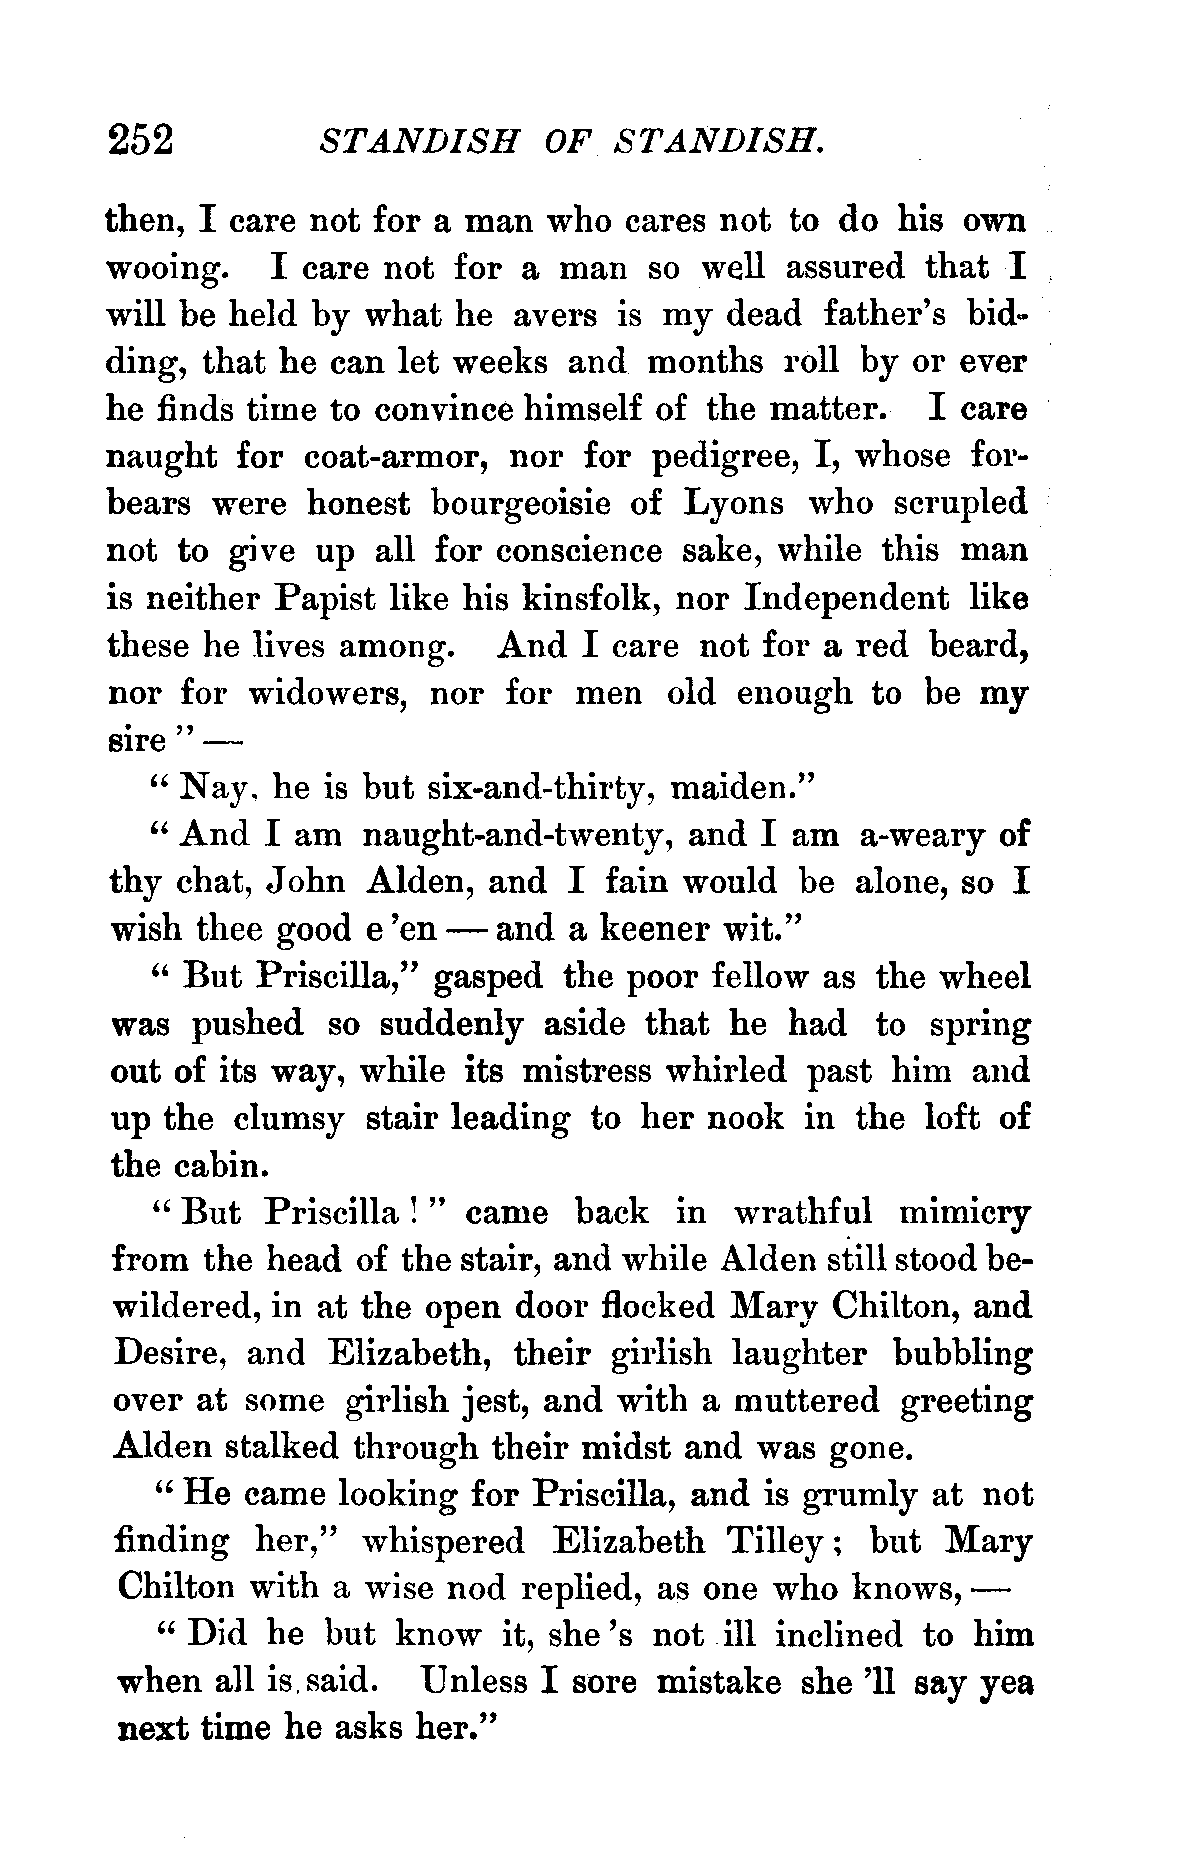 252 STANDISH OF STANDISH.
then, I care not for a man who cares not to do his own
wooing. I care not for a man so well assured that I
will be held by what he avers is my dead father's bid-
ding, that he can let weeks and months roll by or ever
he finds time to convince himself of the matter. I care
naught for coat-armor, nor for pedigree, I, whose for-
bears were honest bourgeoisie of Lyons who scrupled
not to give up all for conscience sake, while this man
is neither Papist like his kinsfolk, nor Independent like
these he lives among. And I care not for a red beard,
nor for widowers, nor for men old enough to be my
sire" —
"Nay, he is but six-and-thirty, maiden."
"And I am naught-and-twenty, and I am a-weary of
thy chat, John Alden, and I fain would be alone, so I
wish thee good e'en — and a keener wit."
"But Priscilla," gasped the poor fellow as the wheel
was pushed so suddenly aside that he had to spring
out of its way, while its mistress whirled past him and
up the clumsy stair leading to her nook in the loft of
the cabin.
"But Priscilla!" came back in wrathful mimicry
from the head of the stair, and while Alden still stood be-
wildered, in at the open door flocked Mary Chilton, and
Desire, and Elizabeth, their girlish laughter bubbling
over at some girlish jest, and with a muttered greeting
Alden stalked through their midst and was gone.
"He came looking for Priscilla, and is grumly at not
finding her," whispered Elizabeth Tilley; but Mary
Chilton with a wise nod replied, as one who knows, —
"Did he but know it, she's not ill inclined to him
when all is said. Unless I sore mistake she'll say yea
next time he asks her."